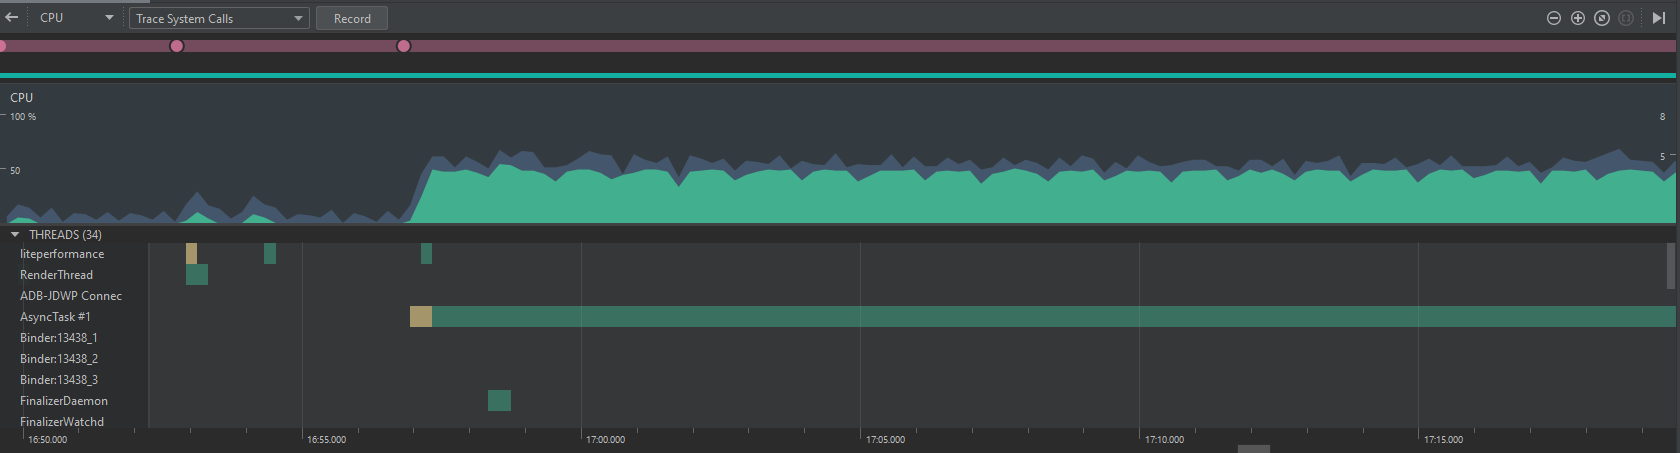 CPU Trace System Calls Record
CPU
100 % 8
50 5
THREADS (34)
liteperformance
RenderThread
ADB-JDWP Connec
AsyncTask #1
Binder:13438_1
Binder:13438_2
Binder:13438_3
FinalizerDaemon
FinalizerWatchd
16:50.000 16:55.000 17:00.000 17:05.000 17:10.000 17:15.000